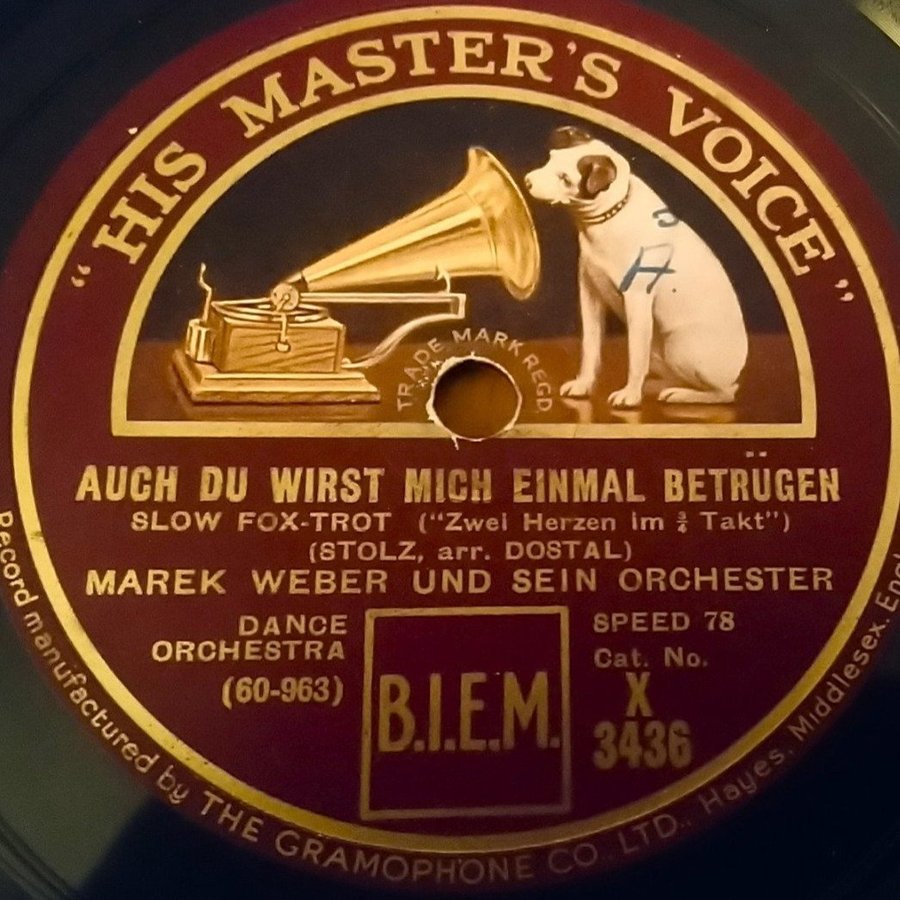 "HIS MASTER'S VOICE"
A.
TRADE MARK REGD
AUCH DU WIRST MICH EINMAL BETRÜGEN
SLOW FOX-TROT ("Zwei Herzen im ¾ Takt")
(STOLZ, arr. DOSTAL)
MAREK WEBER UND SEIN ORCHESTER
DANCE
ORCHESTRA
(60-963)
B.I.E.M.
SPEED 78
Cat. No.
X
3436
Record manufactured by THE GRAMOPHONE CO. LTD., Hayes, Middlesex, Engl